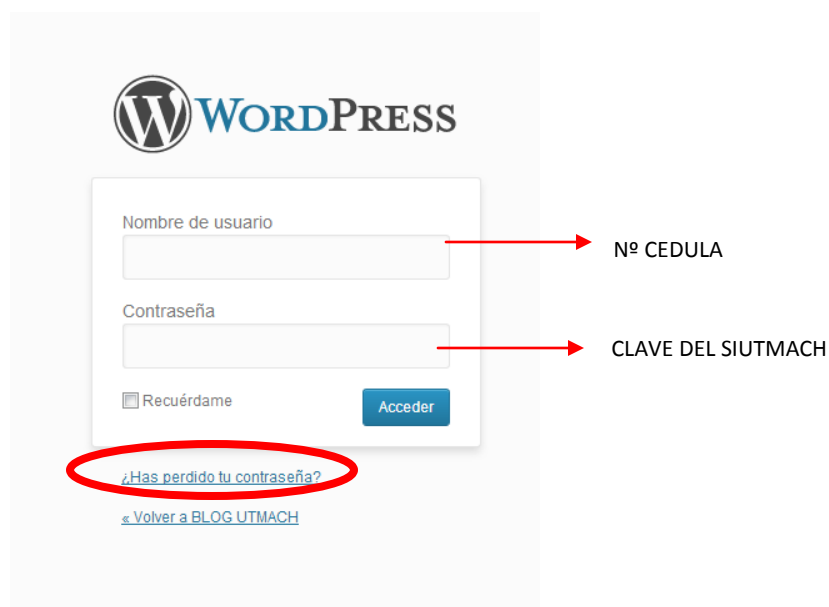 WORDPRESS
Nombre de usuario
Nº CEDULA
Contraseña
CLAVE DEL SIUTMACH
Recuérdame
Acceder
¿Has perdido tu contraseña?
« Volver a BLOG UTMACH